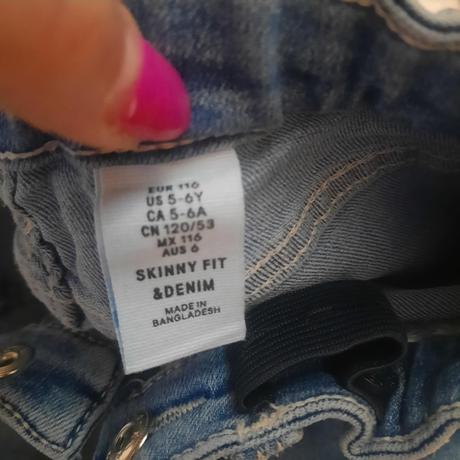 EUR 116
US 5-6Y
CA 5-6A
CN 120/53
MX 116
AUS 6
SKINNY FIT
&DENIM
MADE IN
BANGLADESH